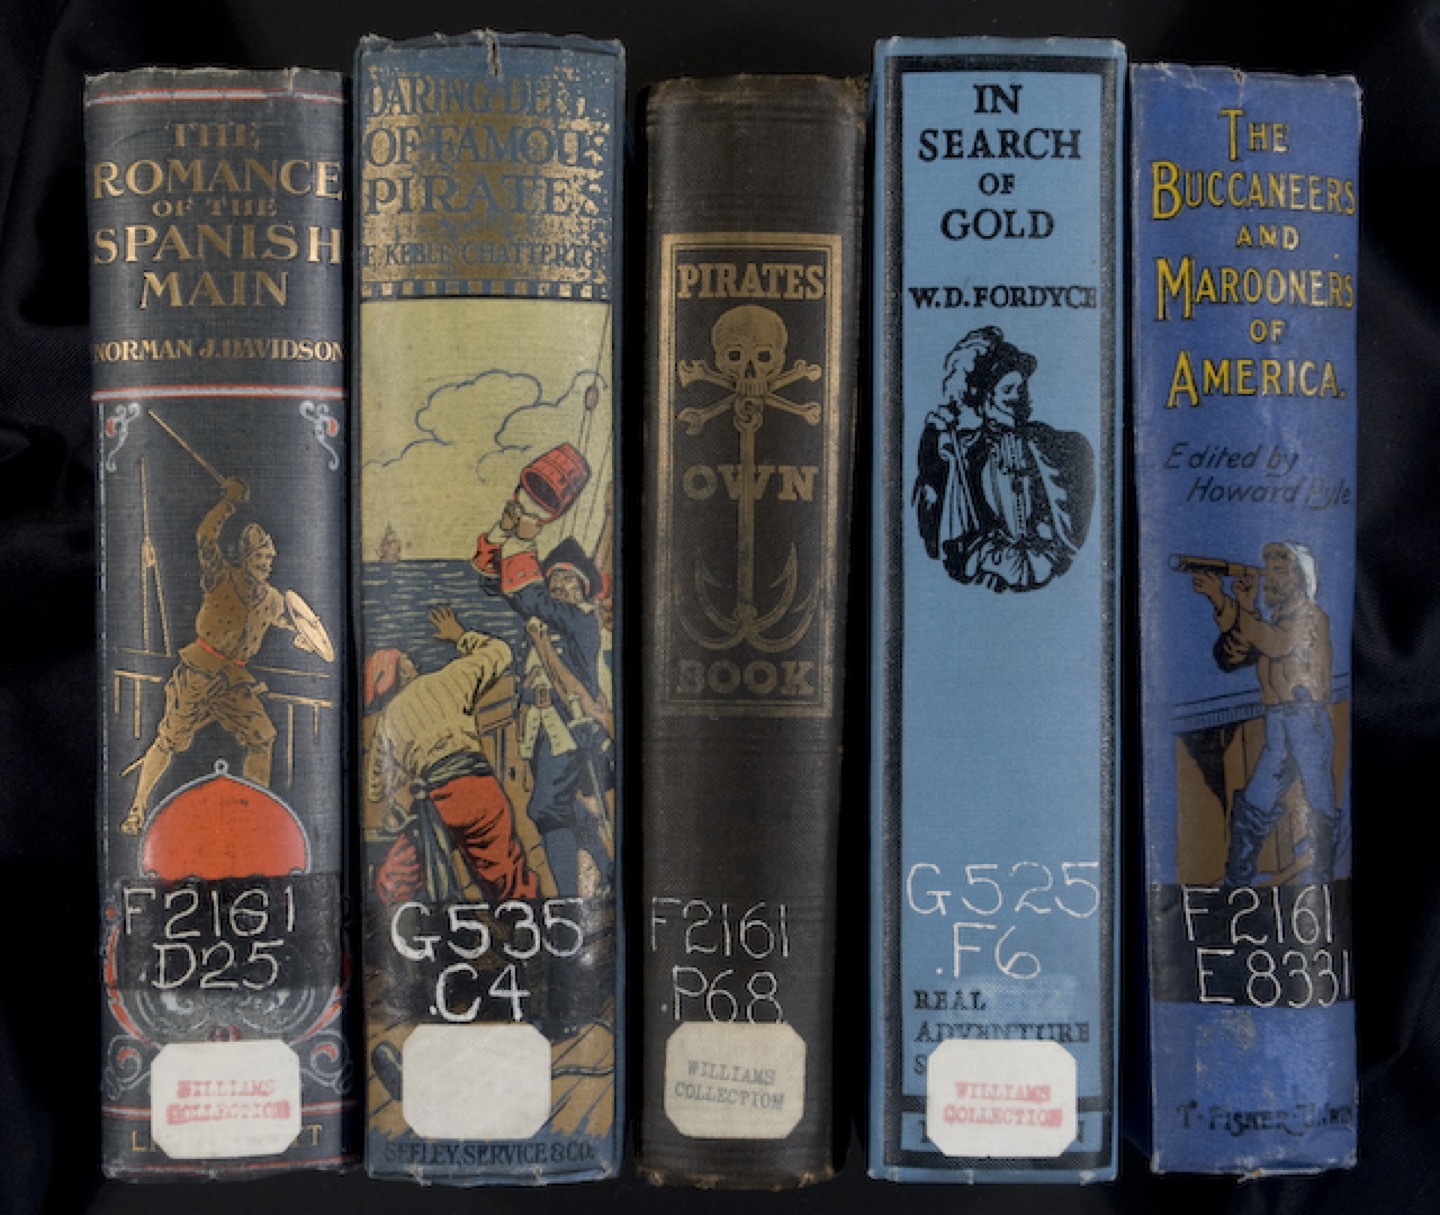 THE
ROMANCE
OF THE
SPANISH
MAIN
NORMAN J. DAVIDSON
F2161
.D25
WILLIAMS
COLLECTION
DARING DEE
OF FAMOUS
PIRATES
E. KEBLE CHATTERTON
G535
.C4
SEELEY, SERVICE & CO.
PIRATES
OWN
BOOK
F2161
.P68
WILLIAMS
COLLECTION
IN
SEARCH
OF
GOLD
W.D. FORDYCE
G525
.F6
REAL
ADVENTURE
S
WILLIAMS
COLLECTION
THE
BUCCANEERS
AND
MAROONERS
OF
AMERICA.
Edited by
Howard Pyle
F2161
E8331
T. FISHER UNWIN